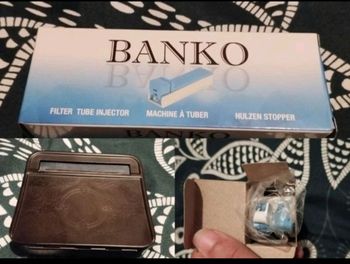 BANKO
FILTER TUBE INJECTOR MACHINE À TUBER HULZEN STOPPER